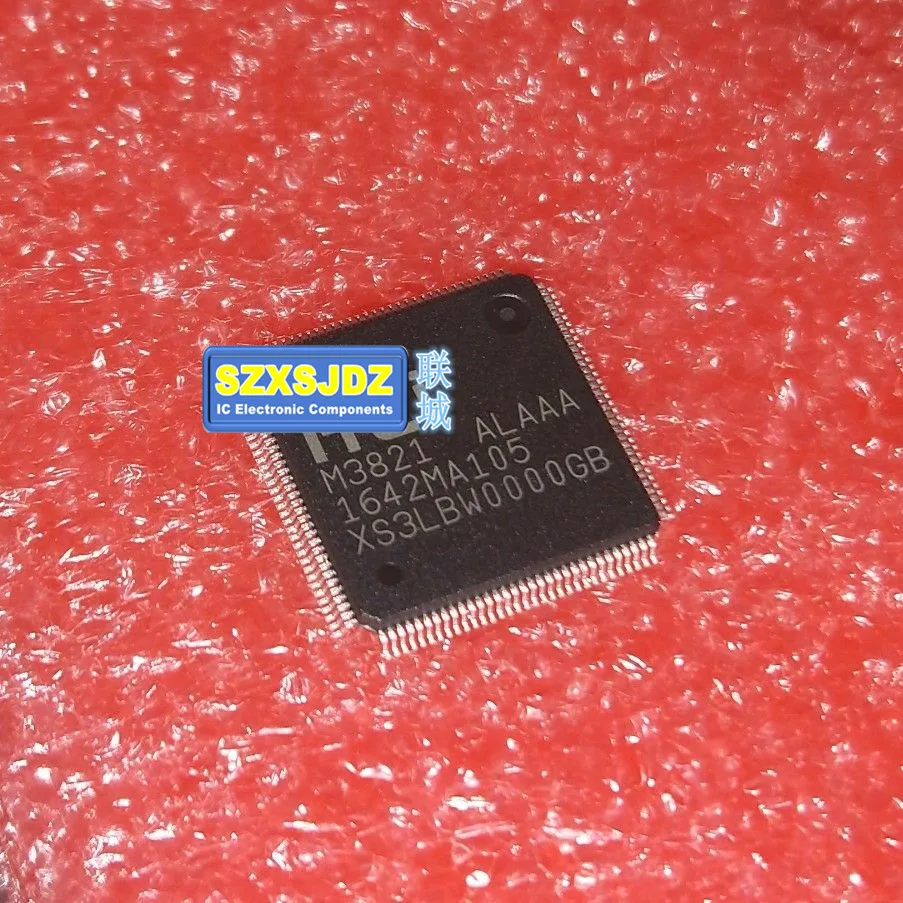 SZXSJDZ
IC Electronic Components
联城
M3821 ALAAA
1642MA105
XS3LBW0000GB